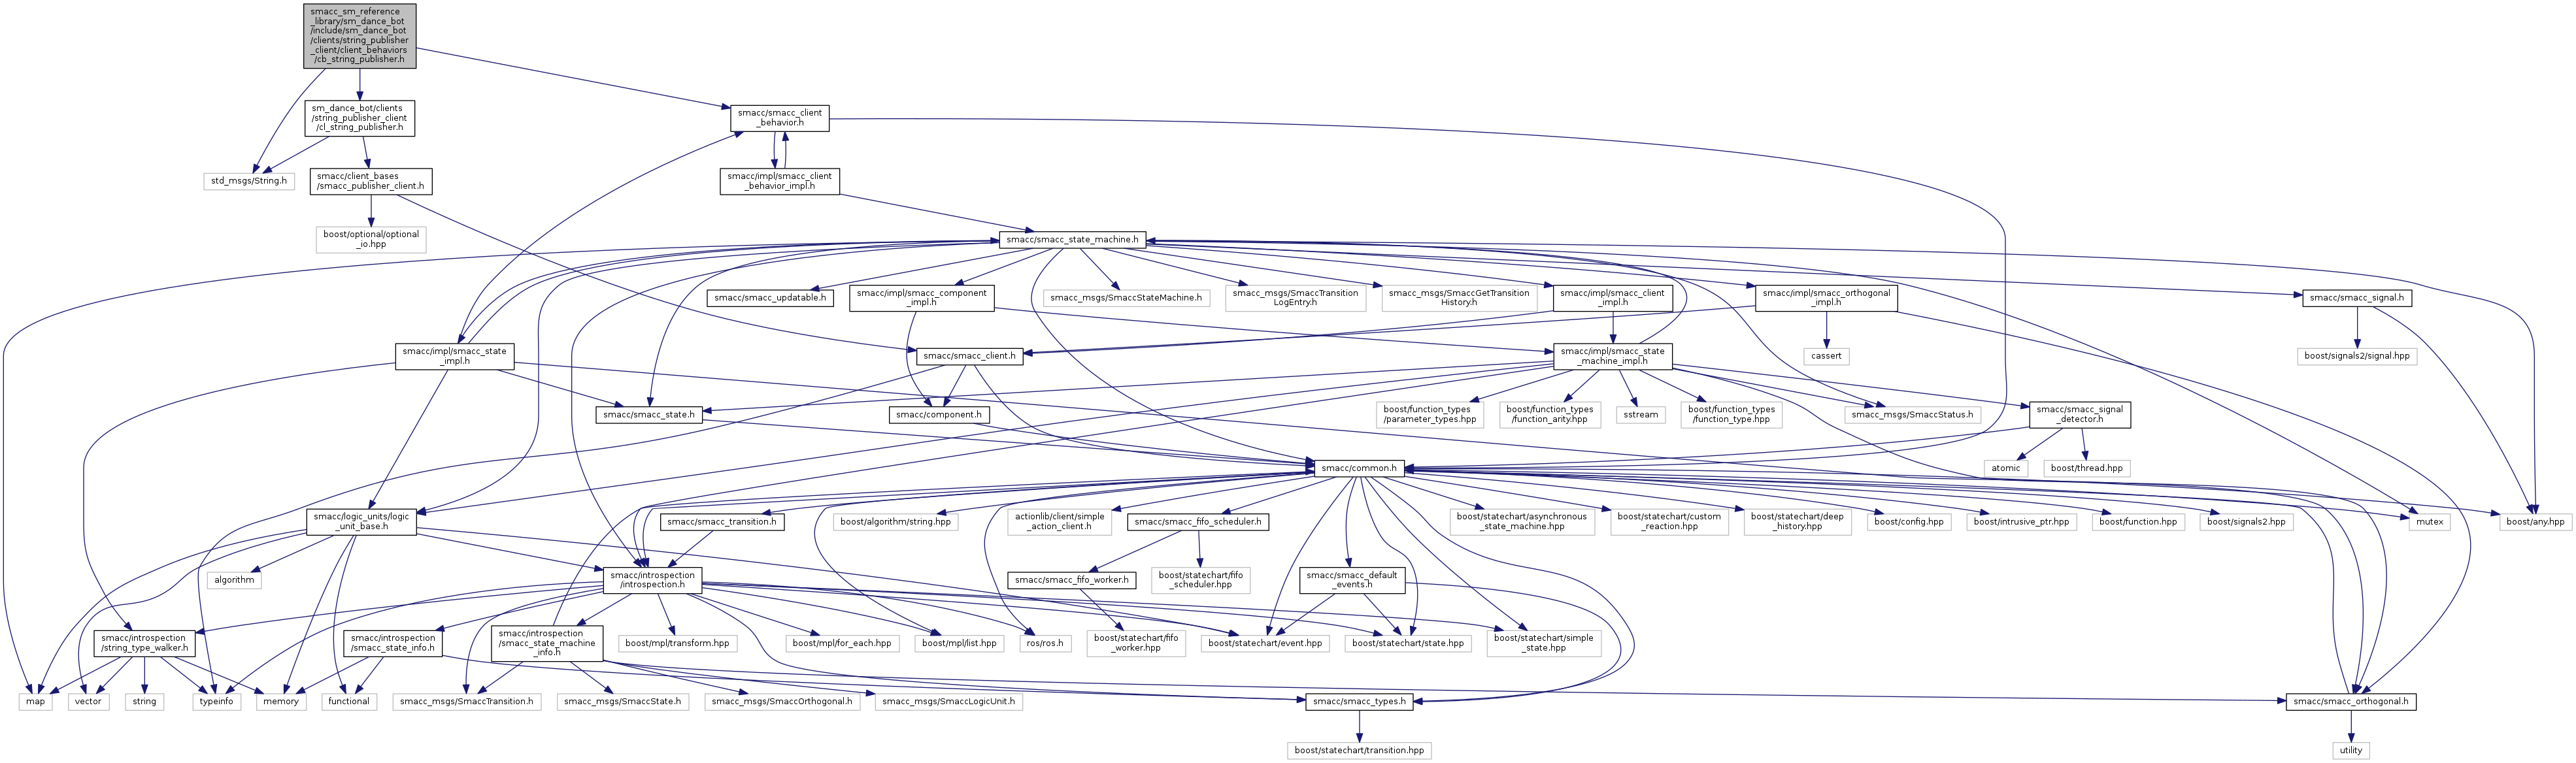 smacc_sm_reference
_library/sm_dance_bot
/include/sm_dance_bot
/clients/string_publisher
_client/client_behaviors
/cb_string_publisher.h
sm_dance_bot/clients
/string_publisher_client
/cl_string_publisher.h
smacc/smacc_client
_behavior.h
std_msgs/String.h
smacc/client_bases
/smacc_publisher_client.h
smacc/impl/smacc_client
_behavior_impl.h
boost/optional/optional
_io.hpp
smacc/smacc_state_machine.h
smacc/smacc_updatable.h
smacc/impl/smacc_component
_impl.h
smacc_msgs/SmaccStateMachine.h
smacc_msgs/SmaccTransition
LogEntry.h
smacc_msgs/SmaccGetTransition
History.h
smacc/impl/smacc_client
_impl.h
smacc/impl/smacc_orthogonal
_impl.h
smacc/smacc_signal.h
smacc/impl/smacc_state
_impl.h
smacc/smacc_client.h
smacc/impl/smacc_state
_machine_impl.h
cassert
boost/signals2/signal.hpp
smacc/smacc_state.h
smacc/component.h
boost/function_types
/parameter_types.hpp
boost/function_types
/function_arity.hpp
sstream
boost/function_types
/function_type.hpp
smacc_msgs/SmaccStatus.h
smacc/smacc_signal
_detector.h
smacc/common.h
atomic
boost/thread.hpp
smacc/logic_units/logic
_unit_base.h
smacc/smacc_transition.h
boost/algorithm/string.hpp
actionlib/client/simple
_action_client.h
smacc/smacc_fifo_scheduler.h
boost/statechart/asynchronous
_state_machine.hpp
boost/statechart/custom
_reaction.hpp
boost/statechart/deep
_history.hpp
boost/config.hpp
boost/intrusive_ptr.hpp
boost/function.hpp
boost/signals2.hpp
mutex
boost/any.hpp
algorithm
smacc/introspection
/introspection.h
smacc/smacc_fifo_worker.h
boost/statechart/fifo
_scheduler.hpp
smacc/smacc_default
_events.h
smacc/introspection
/string_type_walker.h
smacc/introspection
/smacc_state_info.h
smacc/introspection
/smacc_state_machine
_info.h
boost/mpl/transform.hpp
boost/mpl/for_each.hpp
boost/mpl/list.hpp
ros/ros.h
boost/statechart/fifo
_worker.hpp
boost/statechart/event.hpp
boost/statechart/state.hpp
boost/statechart/simple
_state.hpp
map
vector
string
typeinfo
memory
functional
smacc_msgs/SmaccTransition.h
smacc_msgs/SmaccState.h
smacc_msgs/SmaccOrthogonal.h
smacc_msgs/SmaccLogicUnit.h
smacc/smacc_types.h
smacc/smacc_orthogonal.h
boost/statechart/transition.hpp
utility